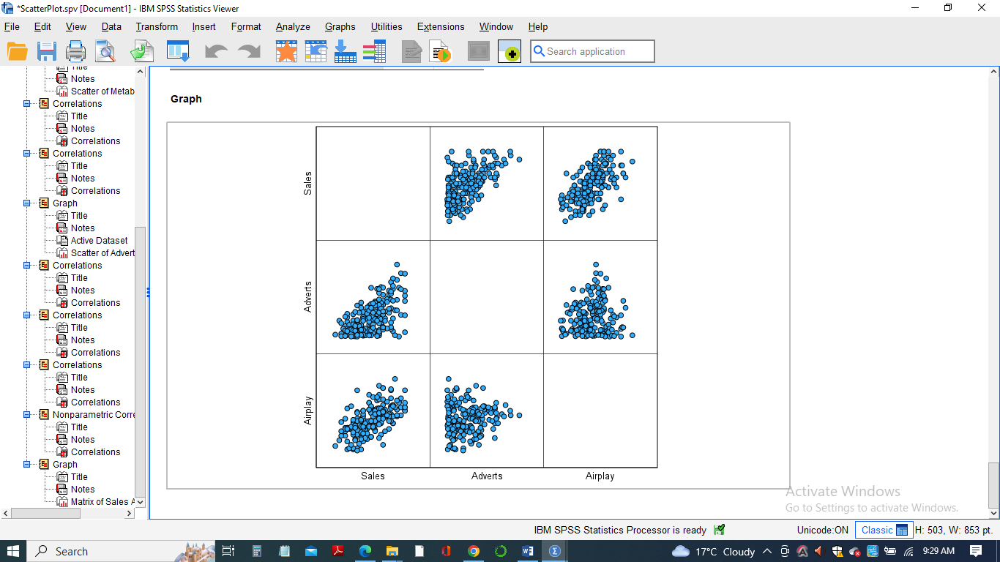 *ScatterPlot.spv [Document1] - IBM SPSS Statistics Viewer
File Edit View Data Transform Insert Format Analyze Graphs Utilities Extensions Window Help
Search application
Title
Notes
Scatter of Metab
Correlations
Title
Notes
Correlations
Correlations
Title
Notes
Correlations
Graph
Title
Notes
Active Dataset
Scatter of Advert
Correlations
Title
Notes
Correlations
Correlations
Title
Notes
Correlations
Correlations
Title
Notes
Correlations
Nonparametric Corre
Title
Notes
Correlations
Graph
Title
Notes
Matrix of Sales A
Graph
Sales
Adverts
Airplay
Sales Adverts Airplay
Activate Windows
Go to Settings to activate Windows.
IBM SPSS Statistics Processor is ready Unicode:ON Classic H: 503, W: 853 pt.
Search 17°C Cloudy 9:29 AM